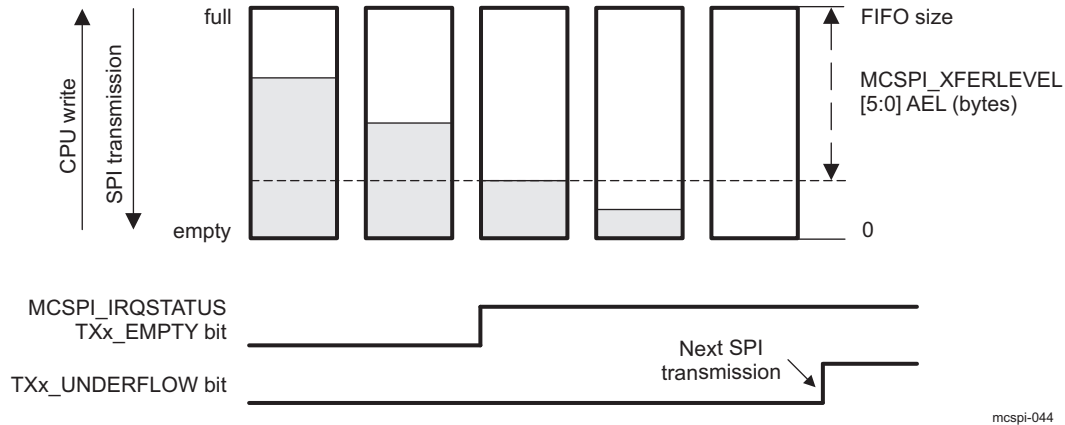 full
FIFO size
CPU write
SPI transmission
MCSPI_XFERLEVEL
[5:0] AEL (bytes)
empty
0
MCSPI_IRQSTATUS
TXx_EMPTY bit
Next SPI
transmission
TXx_UNDERFLOW bit
mcspi-044